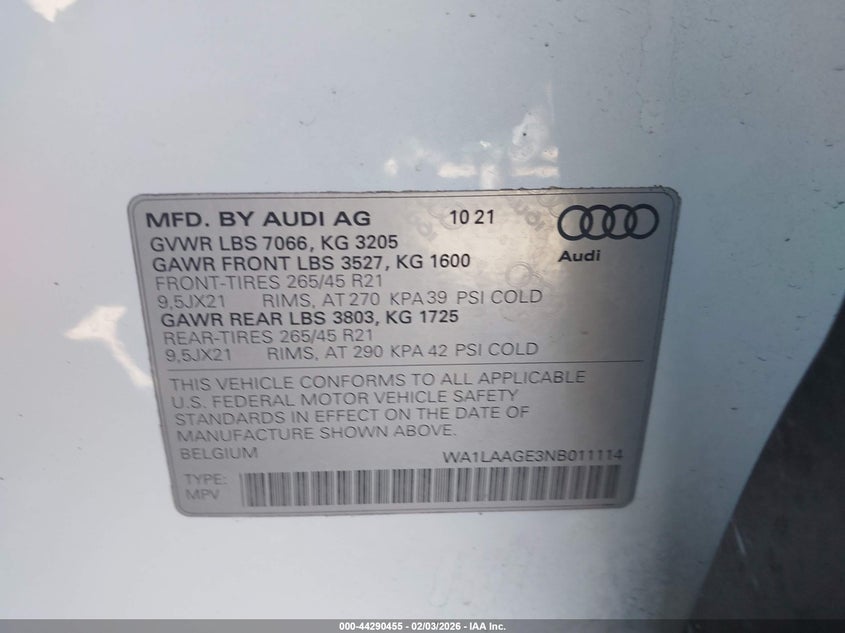 MFD. BY AUDI AG 10 21
GVWR LBS 7066, KG 3205
GAWR FRONT LBS 3527, KG 1600
Audi
FRONT-TIRES 265/45 R21
9,5JX21 RIMS, AT 270 KPA 39 PSI COLD
GAWR REAR LBS 3803, KG 1725
REAR-TIRES 265/45 R21
9,5JX21 RIMS, AT 290 KPA 42 PSI COLD
THIS VEHICLE CONFORMS TO ALL APPLICABLE
U.S. FEDERAL MOTOR VEHICLE SAFETY
STANDARDS IN EFFECT ON THE DATE OF
MANUFACTURE SHOWN ABOVE.
BELGIUM WA1LAAGE3NB011114
TYPE:
MPV
000-44290455 - 02/03/2026 - IAA Inc.